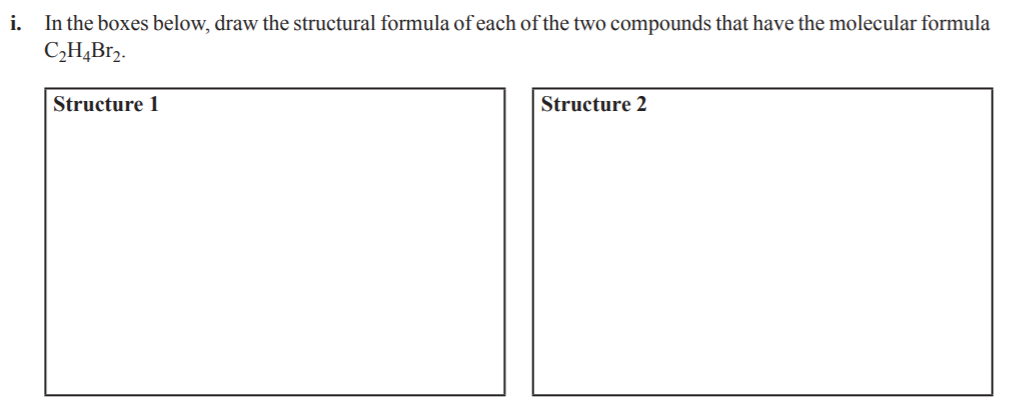 i. In the boxes below, draw the structural formula of each of the two compounds that have the molecular formula
C₂H₄Br₂.
Structure 1
Structure 2